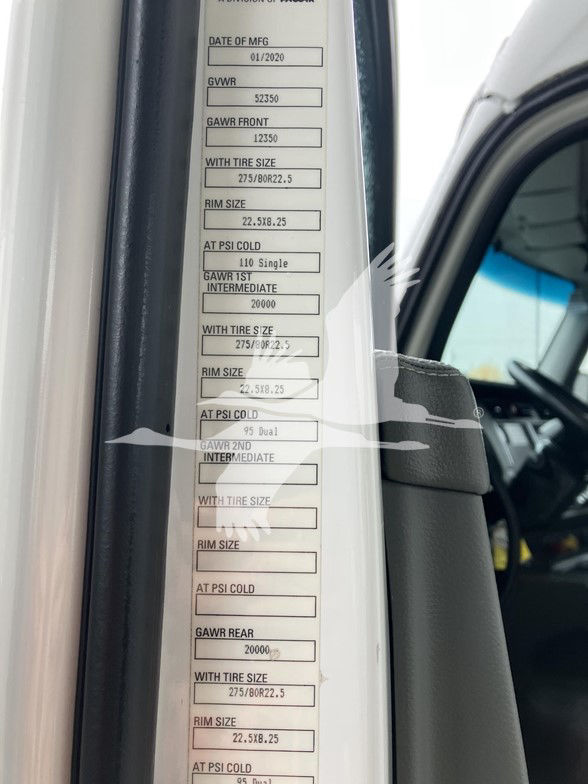 A DIVISION OF PACCAR
DATE OF MFG
01/2020
GVWR
52350
GAWR FRONT
12350
WITH TIRE SIZE
275/80R22.5
RIM SIZE
22.5X8.25
AT PSI COLD
110 Single
GAWR 1ST
INTERMEDIATE
20000
WITH TIRE SIZE
275/80R22.5
RIM SIZE
22.5X8.25
AT PSI COLD
95 Dual
GAWR 2ND
INTERMEDIATE
WITH TIRE SIZE
RIM SIZE
AT PSI COLD
GAWR REAR
20000
WITH TIRE SIZE
275/80R22.5
RIM SIZE
22.5X8.25
AT PSI COLD
95 Dual
®